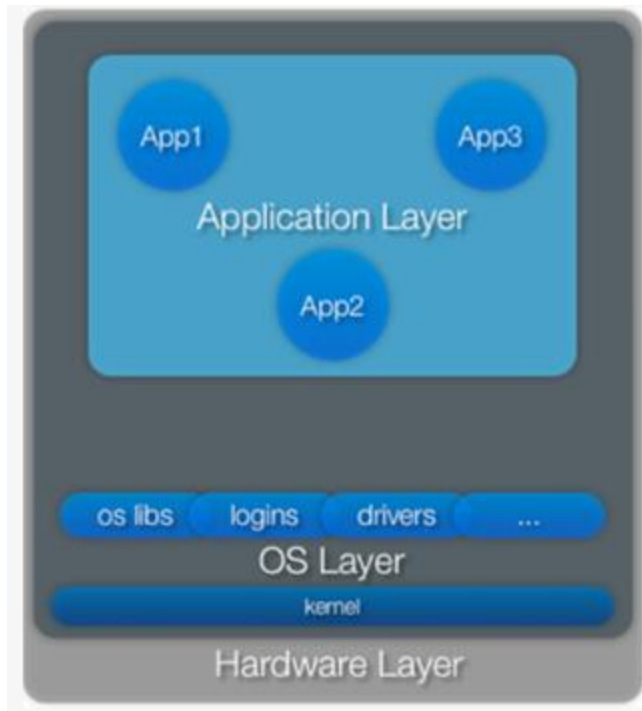 App1 App3
Application Layer
App2
os libs logins drivers ...
OS Layer
kernel
Hardware Layer